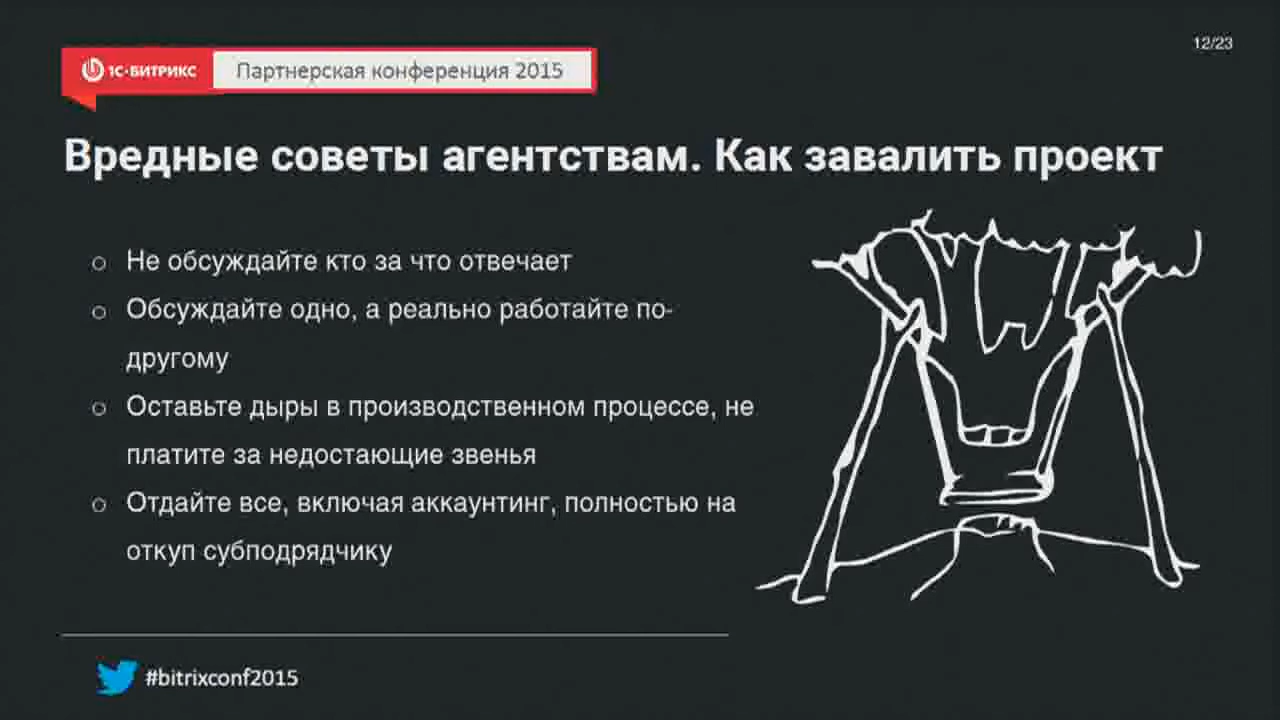 12/23
1С-БИТРИКС Партнерская конференция 2015
Вредные советы агентствам. Как завалить проект
Не обсуждайте кто за что отвечает
Обсуждайте одно, а реально работайте по-
другому
Оставьте дыры в производственном процессе, не
платите за недостающие звенья
Отдайте все, включая аккаунтинг, полностью на
откуп субподрядчику
#bitrixconf2015